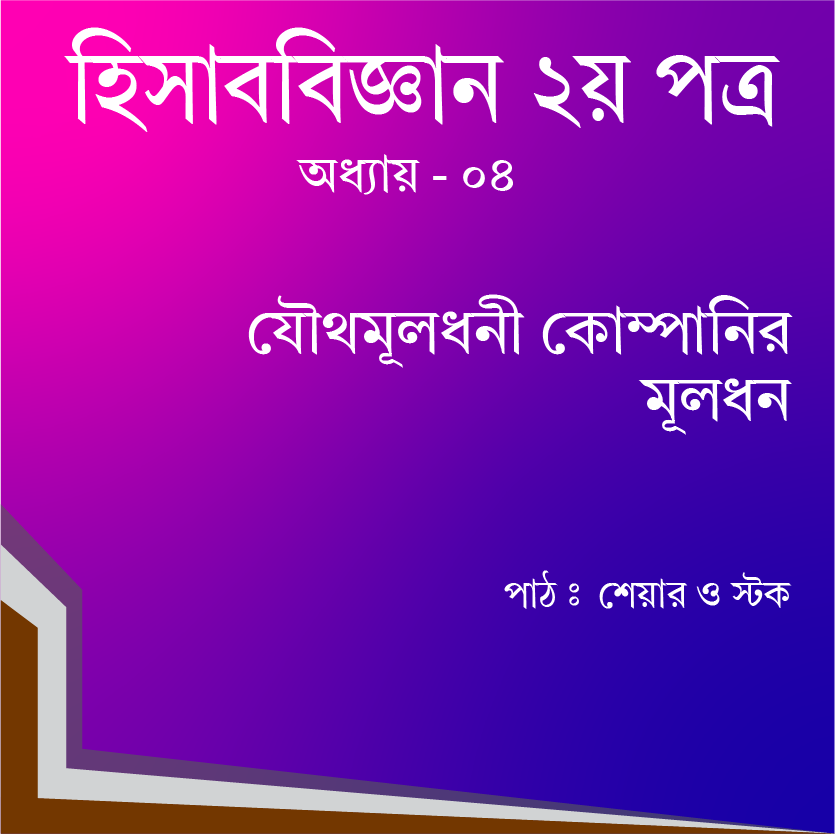 হিসাববিজ্ঞান ২য় পত্র
অধ্যায় - ০৪
যৌথমূলধনী কোম্পানির
মূলধন
পাঠ ঃ শেয়ার ও স্টক